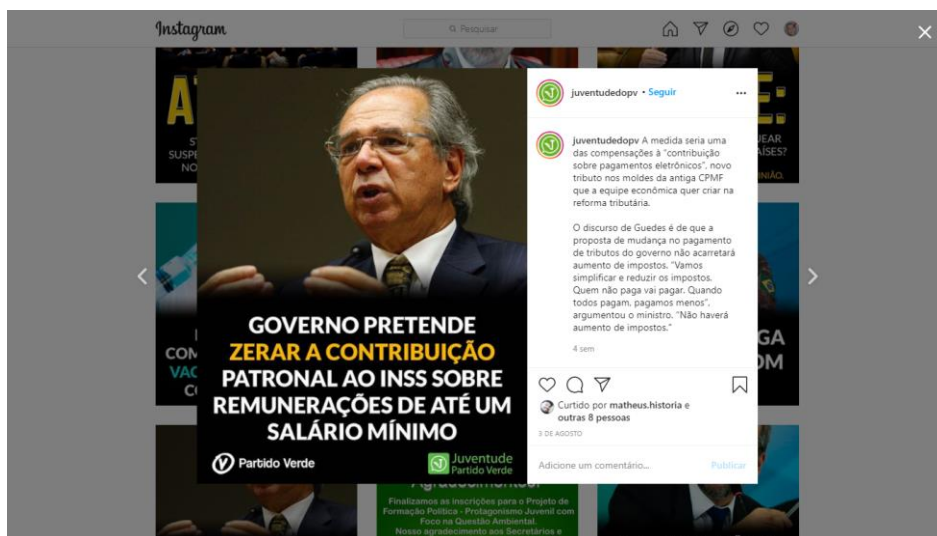 Instagram
Pesquisar
juventudedopv • Seguir
...
juventudedopv A medida seria uma
das compensações à "contribuição
sobre pagamentos eletrônicos", novo
tributo nos moldes da antiga CPMF
que a equipe econômica quer criar na
reforma tributária.
O discurso de Guedes é de que a
proposta de mudança no pagamento
de tributos do governo não acarretará
aumento de impostos. "Vamos
simplificar e reduzir os impostos.
Quem não paga vai pagar. Quando
todos pagam, pagamos menos",
argumentou o ministro. "Não haverá
aumento de impostos."
4 sem
Curtido por matheus.historia e
outras 8 pessoas
3 DE AGOSTO
Adicione um comentário...
Publicar
GOVERNO PRETENDE
ZERAR A CONTRIBUIÇÃO
PATRONAL AO INSS SOBRE
REMUNERAÇÕES DE ATÉ UM
SALÁRIO MÍNIMO
Partido Verde
Juventude
Partido Verde
Finalizamos as inscrições para o Projeto de
Formação Política - Protagonismo Juvenil com
Foco na Questão Ambiental.
Nosso agradecimento aos Secretários e